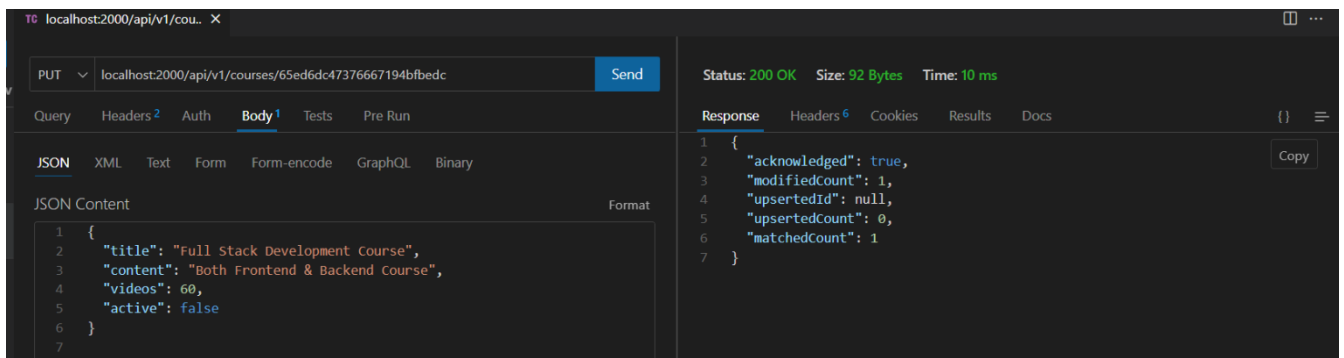 TC localhost:2000/api/v1/cou.. X
PUT localhost:2000/api/v1/courses/65ed6dc47376667194bfbedc Send
Query Headers 2 Auth Body 1 Tests Pre Run
JSON XML Text Form Form-encode GraphQL Binary
JSON Content Format
1 {
2 "title": "Full Stack Development Course",
3 "content": "Both Frontend & Backend Course",
4 "videos": 60,
5 "active": false
6 }
7
Status: 200 OK Size: 92 Bytes Time: 10 ms
Response Headers 6 Cookies Results Docs {}
Copy
1 {
2 "acknowledged": true,
3 "modifiedCount": 1,
4 "upsertedId": null,
5 "upsertedCount": 0,
6 "matchedCount": 1
7 }